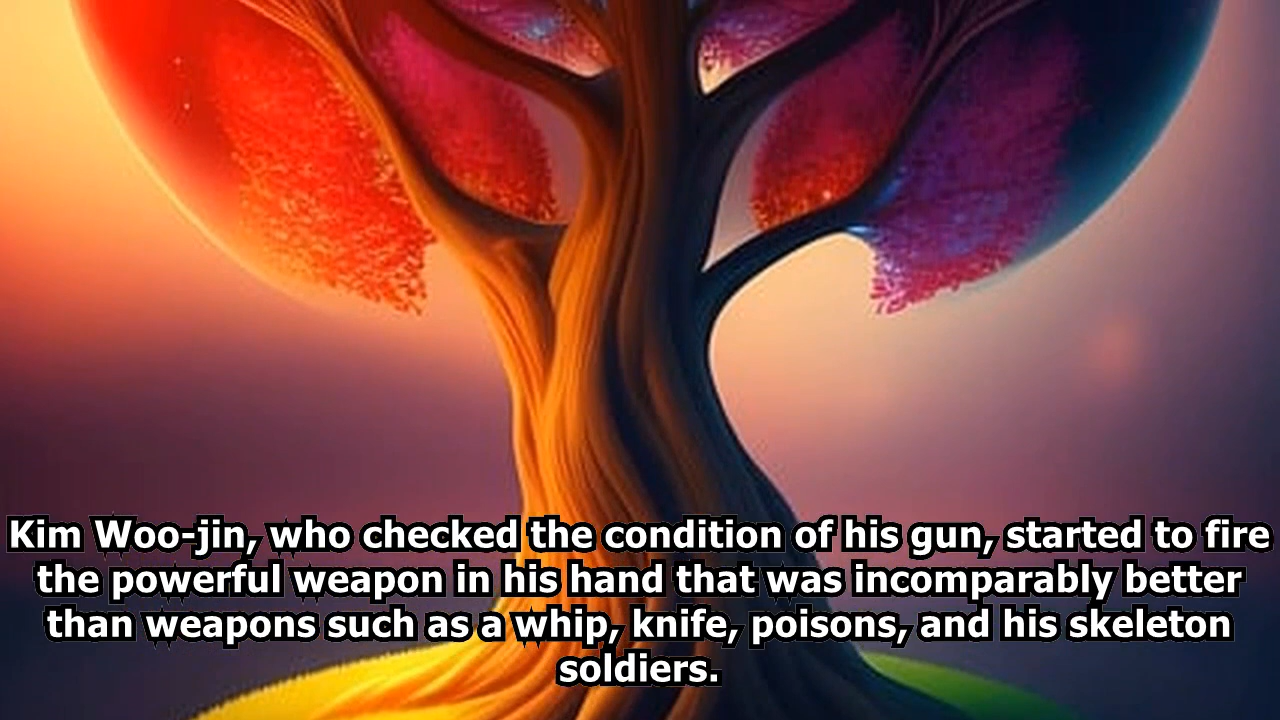 Kim Woo-jin, who checked the condition of his gun, started to fire
the powerful weapon in his hand that was incomparably better
than weapons such as a whip, knife, poisons, and his skeleton
soldiers.